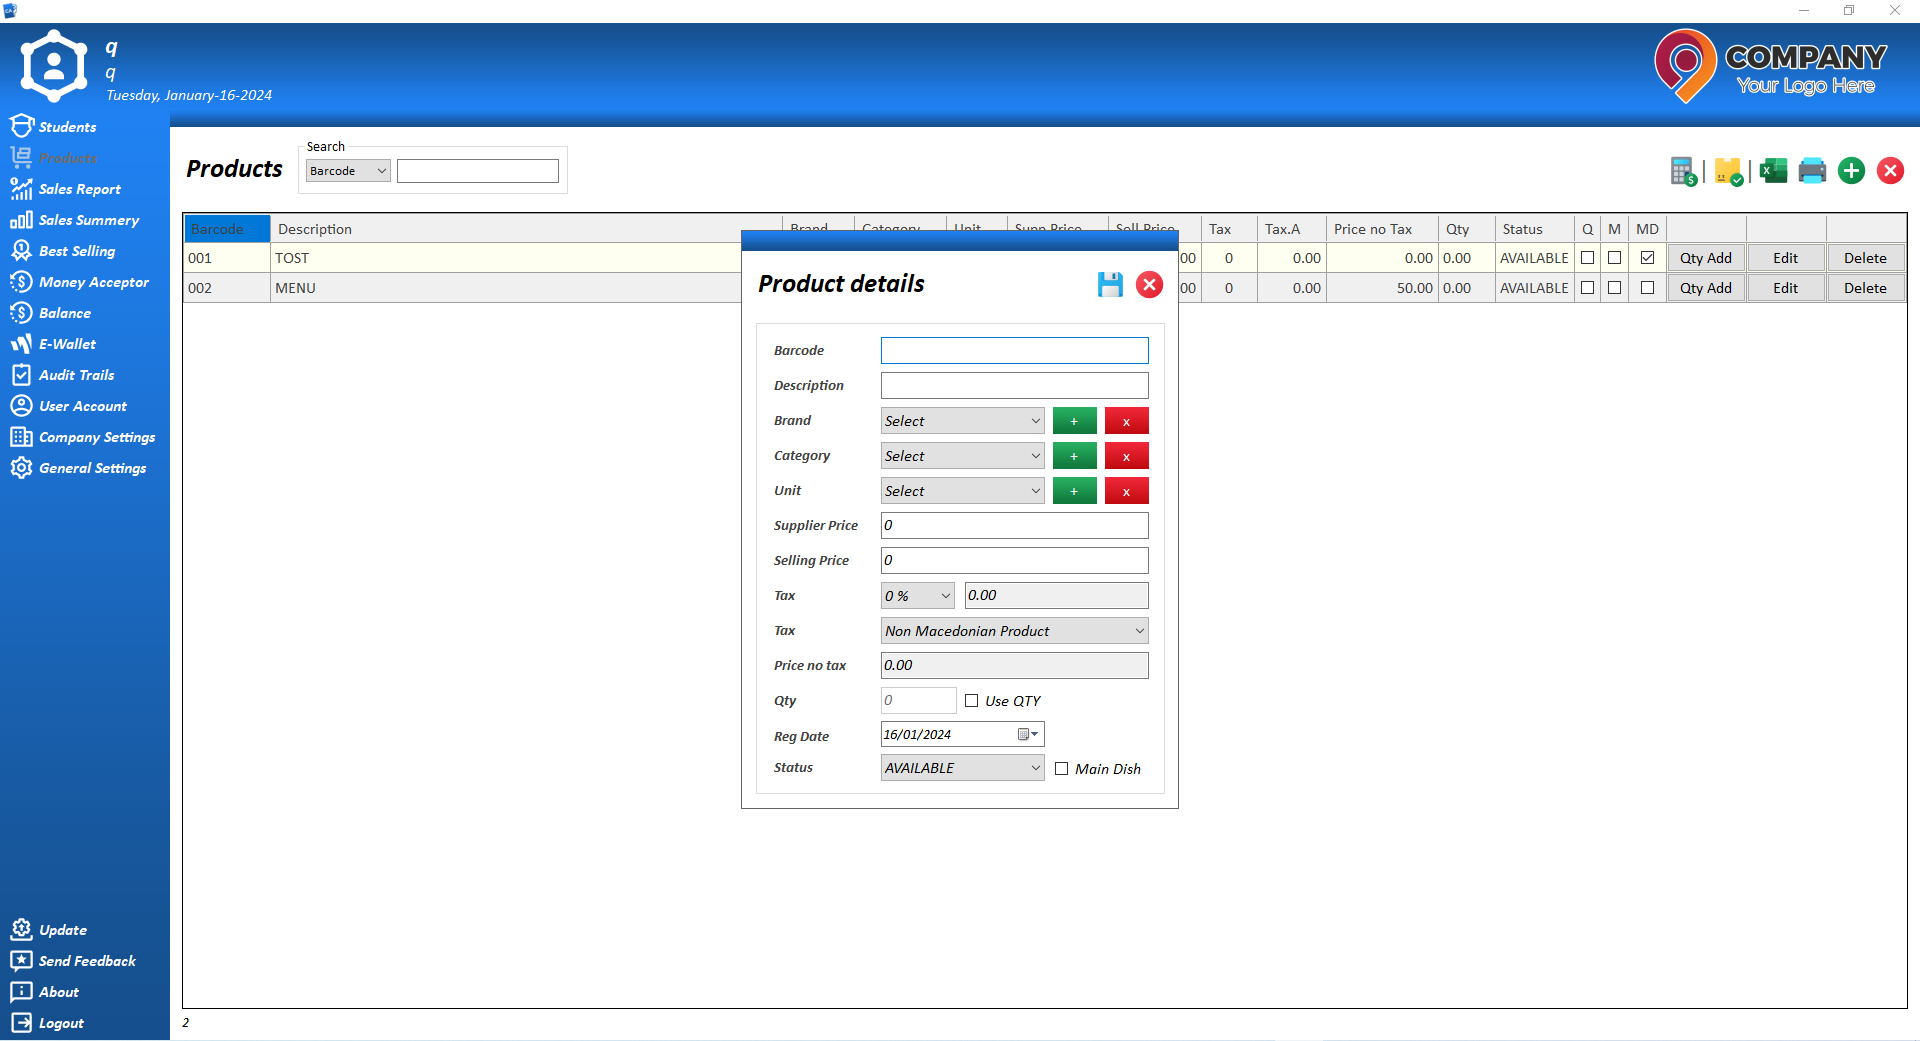 q
q
Tuesday, January-16-2024
COMPANY
Your Logo Here
Students
Products
Sales Report
Sales Summery
Best Selling
Money Acceptor
Balance
E-Wallet
Audit Trails
User Account
Company Settings
General Settings
Update
Send Feedback
About
Logout
Products
Search
Barcode
Barcode Description Brand Category Unit Supp Price Sell Price Tax Tax.A Price no Tax Qty Status Q M MD
001 TOST 00 0 0.00 0.00 0.00 AVAILABLE Qty Add Edit Delete
002 MENU 00 0 0.00 50.00 0.00 AVAILABLE Qty Add Edit Delete
Product details
Barcode
Description
Brand Select + x
Category Select + x
Unit Select + x
Supplier Price 0
Selling Price 0
Tax 0 % 0.00
Tax Non Macedonian Product
Price no tax 0.00
Qty 0 Use QTY
Reg Date 16/01/2024
Status AVAILABLE Main Dish
2